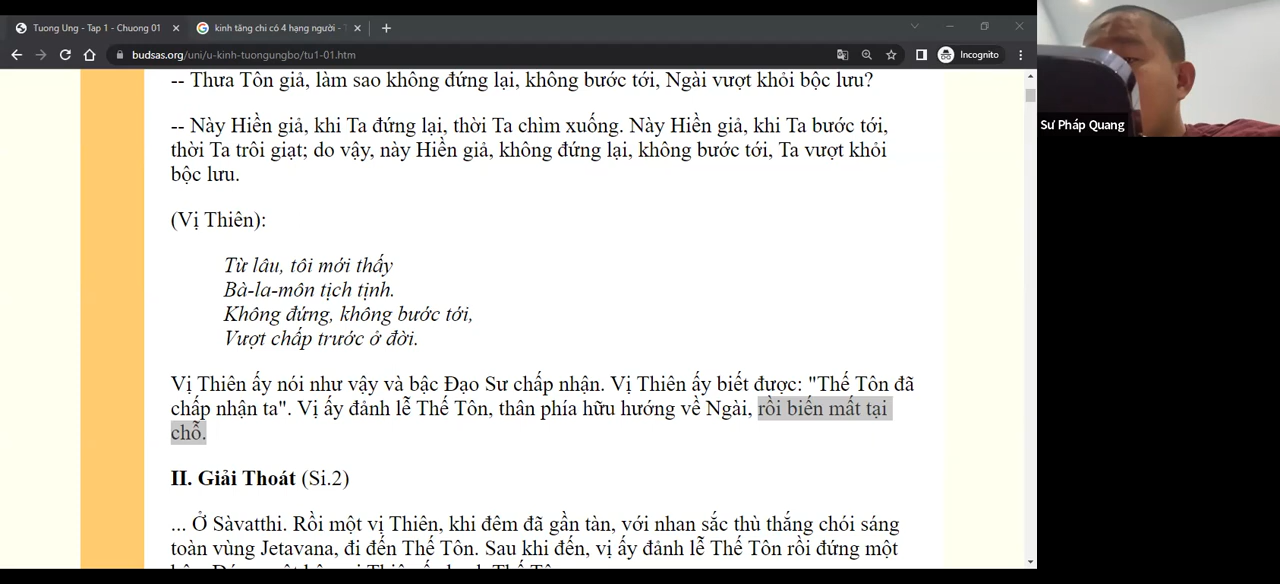 Tuong Ung - Tap 1 - Chuong 01
kinh tăng chi có 4 hạng người - T
budsas.org/uni/u-kinh-tuongungbo/tu1-01.htm
Incognito
-- Thưa Tôn giả, làm sao không đứng lại, không bước tới, Ngài vượt khỏi bộc lưu?
-- Này Hiền giả, khi Ta đứng lại, thời Ta chìm xuống. Này Hiền giả, khi Ta bước tới,
thời Ta trôi giạt; do vậy, này Hiền giả, không đứng lại, không bước tới, Ta vượt khỏi
bộc lưu.
(Vị Thiên):
Từ lâu, tôi mới thấy
Bà-la-môn tịch tịnh.
Không đứng, không bước tới,
Vượt chấp trước ở đời.
Vị Thiên ấy nói như vậy và bậc Đạo Sư chấp nhận. Vị Thiên ấy biết được: "Thế Tôn đã
chấp nhận ta". Vị ấy đảnh lễ Thế Tôn, thân phía hữu hướng về Ngài, rồi biến mất tại
chỗ.
II. Giải Thoát (Si.2)
... Ở Sàvatthi. Rồi một vị Thiên, khi đêm đã gần tàn, với nhan sắc thù thắng chói sáng
toàn vùng Jetavana, đi đến Thế Tôn. Sau khi đến, vị ấy đảnh lễ Thế Tôn rồi đứng một
Sư Pháp Quang